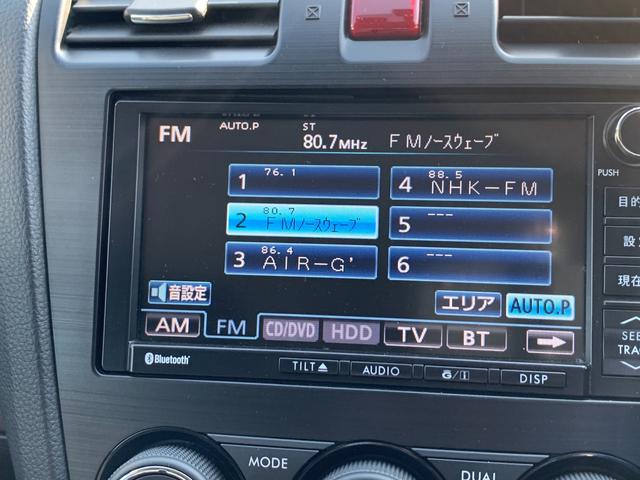 PUSH
FM
AUTO.P
ST
80.7MHz
FMノースウェーブ
1 76.1
2 80.7 FMノースウェーブ
3 86.4 AIR-G'
4 88.5 NHK-FM
5 ---
6 ---
音設定
エリア
AUTO.P
AM
FM
CD/DVD
HDD
TV
BT
Bluetooth
TILT
AUDIO
DISP
目的
現在
TRA
MODE
DUAL